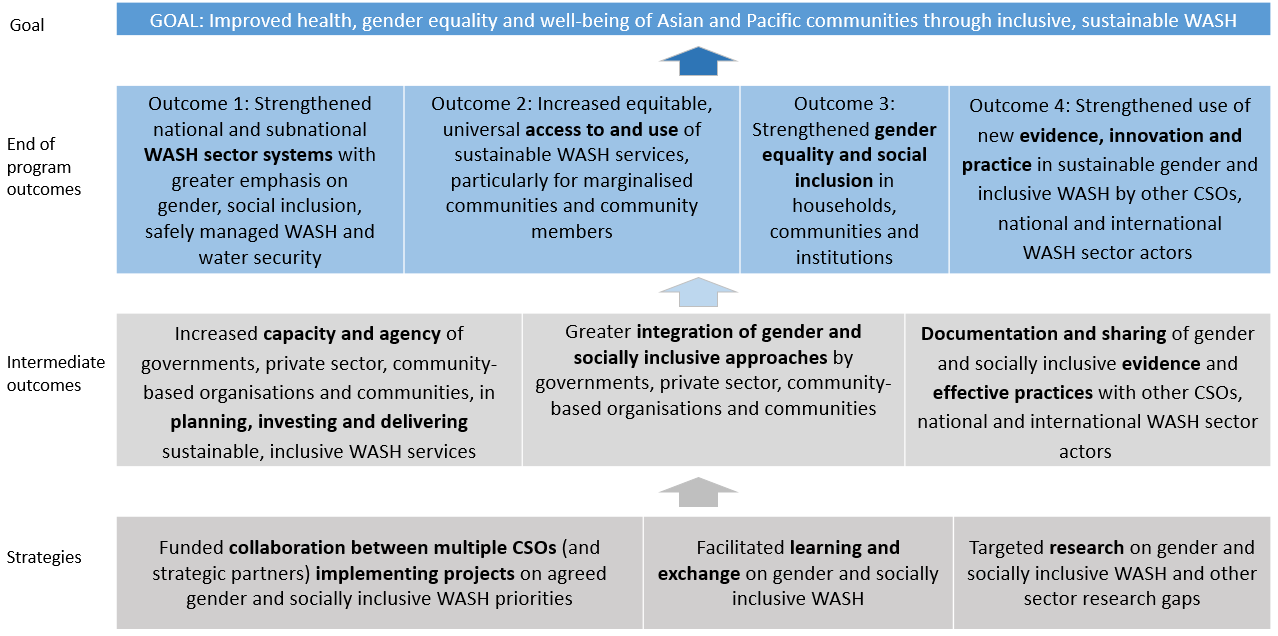 Goal
GOAL: Improved health, gender equality and well-being of Asian and Pacific communities through inclusive, sustainable WASH
End of
program
outcomes
Outcome 1: Strengthened
national and subnational
WASH sector systems with
greater emphasis on
gender, social inclusion,
safely managed WASH and
water security
Outcome 2: Increased equitable,
universal access to and use of
sustainable WASH services,
particularly for marginalised
communities and community
members
Outcome 3:
Strengthened gender
equality and social
inclusion in
households,
communities and
institutions
Outcome 4: Strengthened use of
new evidence, innovation and
practice in sustainable gender and
inclusive WASH by other CSOs,
national and international
WASH sector actors
Intermediate
outcomes
Increased capacity and agency of
governments, private sector, community-
based organisations and communities, in
planning, investing and delivering
sustainable, inclusive WASH services
Greater integration of gender and
socially inclusive approaches by
governments, private sector, community-
based organisations and communities
Documentation and sharing of gender
and socially inclusive evidence and
effective practices with other CSOs,
national and international WASH sector
actors
Strategies
Funded collaboration between multiple CSOs (and
strategic partners) implementing projects on agreed
gender and socially inclusive WASH priorities
Facilitated learning and
exchange on gender and socially
inclusive WASH
Targeted research on gender and
socially inclusive WASH and other
sector research gaps